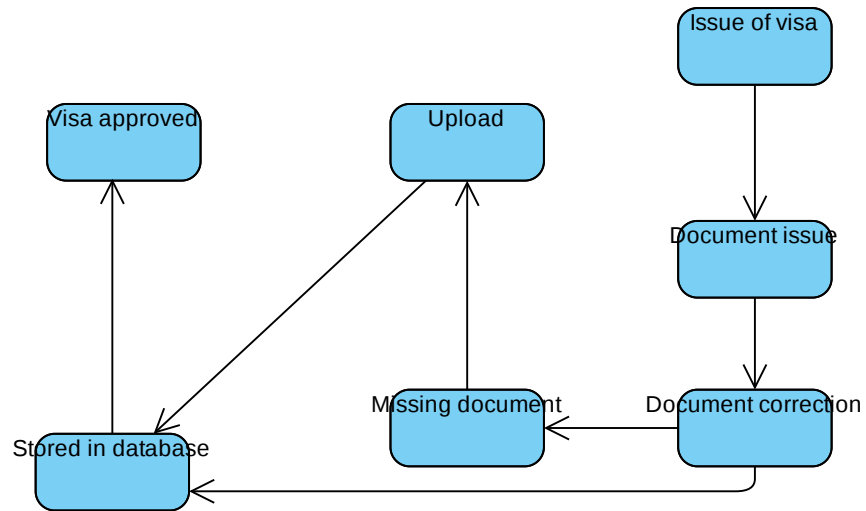 Issue of visa
Visa approved
Upload
Document issue
Missing document
Document correction
Stored in database